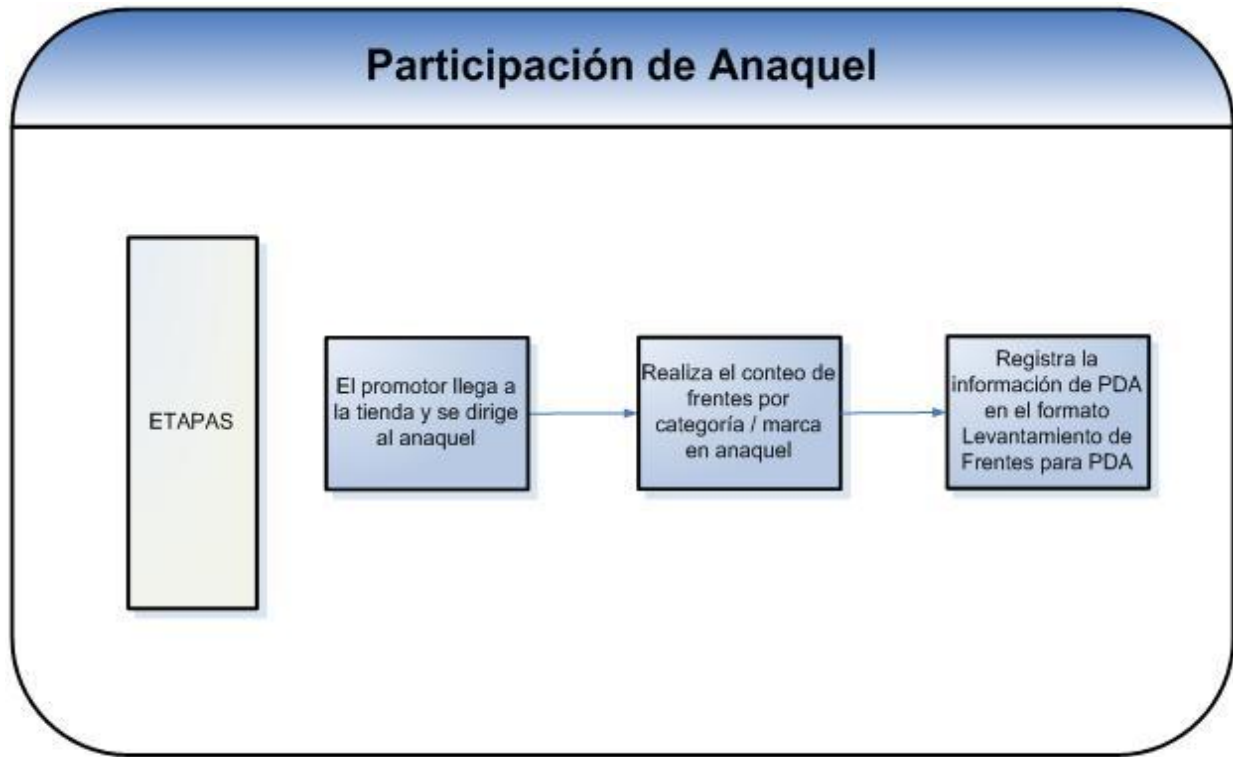 Participación de Anaquel
ETAPAS
El promotor llega a
la tienda y se dirige
al anaquel
Realiza el conteo de
frentes por
categoría / marca
en anaquel
Registra la
información de PDA
en el formato
Levantamiento de
Frentes para PDA